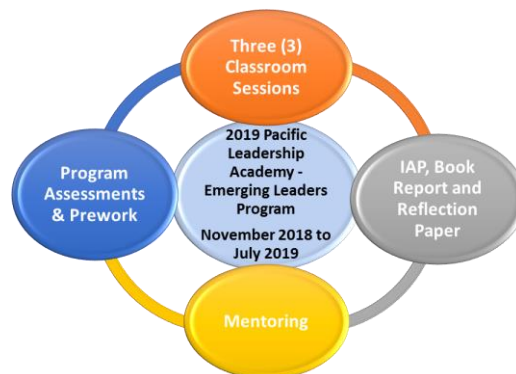 Three (3)
Classroom
Sessions
2019 Pacific
Leadership
Academy -
Emerging Leaders
Program
November 2018 to
July 2019
Program
Assessments
& Prework
IAP, Book
Report and
Reflection
Paper
Mentoring